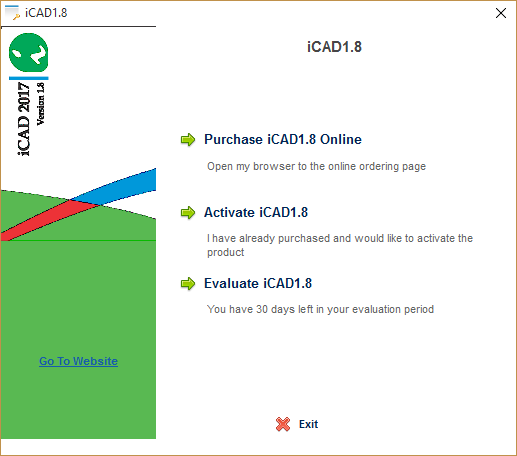 iCAD1.8
iCAD 2017
Version 1.8
iCAD1.8
Purchase iCAD1.8 Online
Open my browser to the online ordering page
Activate iCAD1.8
I have already purchased and would like to activate the
product
Evaluate iCAD1.8
You have 30 days left in your evaluation period
Go To Website
Exit